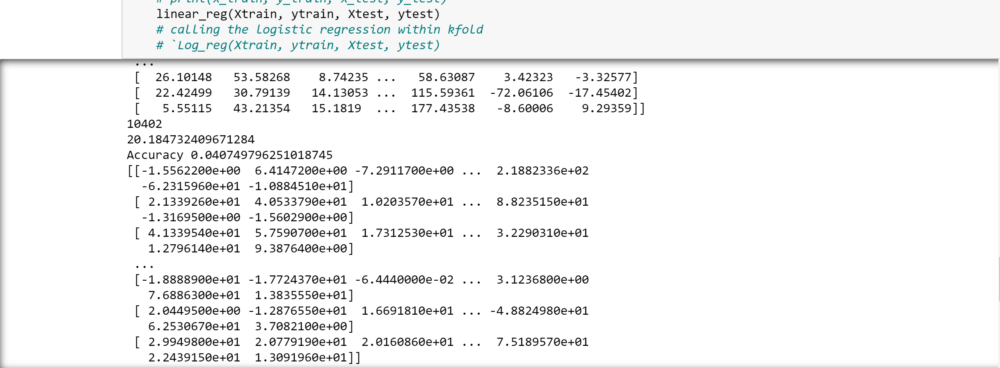 # print(X_train, y_train, X_test, y_test)
linear_reg(Xtrain, ytrain, Xtest, ytest)
# calling the logistic regression within kfold
# `Log_reg(Xtrain, ytrain, Xtest, ytest)
...
[ 26.10148 53.58268 8.74235 ... 58.63087 3.42323 -3.32577]
[ 22.42499 30.79139 14.13053 ... 115.59361 -72.06106 -17.45402]
[ 5.55115 43.21354 15.1819 ... 177.43538 -8.60006 9.29359]]
10402
20.184732409671284
Accuracy 0.040749796251018745
[[-1.5562200e+00 6.4147200e+00 -7.2911700e+00 ... 2.1882336e+02
-6.2315960e+01 -1.0884510e+01]
[ 2.1339260e+01 4.0533790e+01 1.0203570e+01 ... 8.8235150e+01
-1.3169500e+00 -1.5602900e+00]
[ 4.1339540e+01 5.7590700e+01 1.7312530e+01 ... 3.2290310e+01
1.2796140e+01 9.3876400e+00]
...
[-1.8888900e+01 -1.7724370e+01 -6.4440000e-02 ... 3.1236800e+00
7.6886300e+01 1.3835550e+01]
[ 2.0449500e+00 -1.2876550e+01 1.6691810e+01 ... -4.8824980e+01
6.2530670e+01 3.7082100e+00]
[ 2.9949800e+01 2.0779190e+01 2.0160860e+01 ... 7.5189570e+01
2.2439150e+01 1.3091960e+01]]